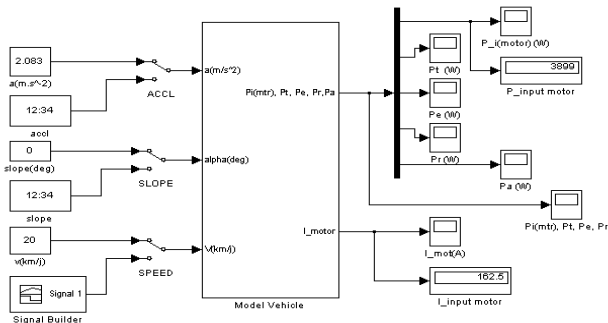 2.083
a(m.s^-2)
12:34
accl
0
slope(deg)
12:34
slope
20
v(km/j)
Signal 1
Signal Builder
ACCL
SLOPE
SPEED
a(m/s^2)
alpha(deg)
V(km/j)
Pi(mtr), Pt, Pe, Pr,Pa
I_motor
Model Vehicle
P_i(motor) (W)
3899
P_input motor
Pt (W)
Pe (W)
Pr (W)
Pa (W)
Pi(mtr), Pt, Pe, Pr
I_mot(A)
162.5
I_input motor